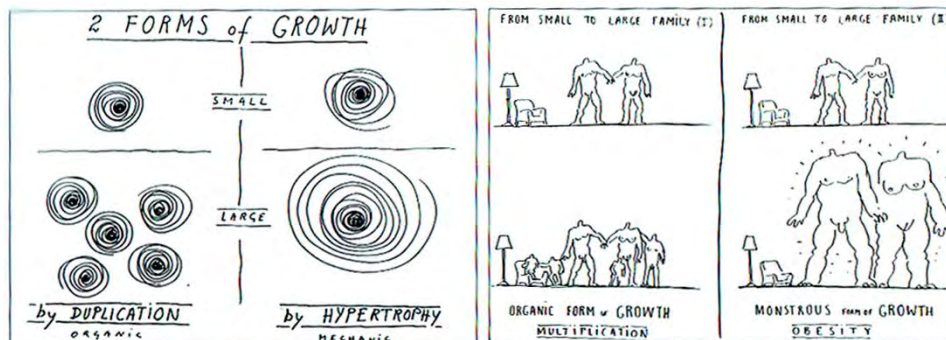 2 FORMS of GROWTH
SMALL
LARGE
by DUPLICATION
ORGANIC
by HYPERTROPHY
MECHANIC
FROM SMALL TO LARGE FAMILY (I)
ORGANIC FORM of GROWTH
MULTIPLICATION
FROM SMALL TO LARGE FAMILY (II
MONSTROUS FORM OF GROWTH
OBESITY